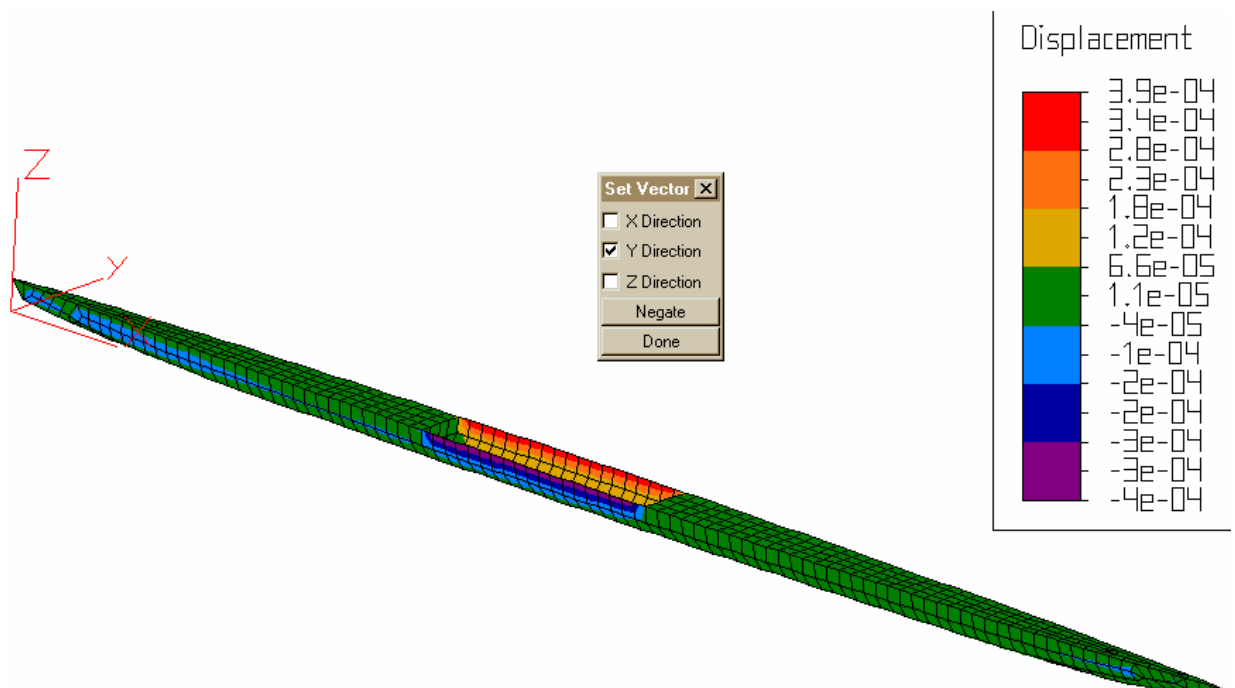 Displacement
3.9e-04
3.4e-04
2.8e-04
2.3e-04
1.8e-04
1.2e-04
6.6e-05
1.1e-05
-4e-05
-1e-04
-2e-04
-2e-04
-3e-04
-3e-04
-4e-04
Set Vector
X Direction
Y Direction
Z Direction
Negate
Done
Z
Y
X